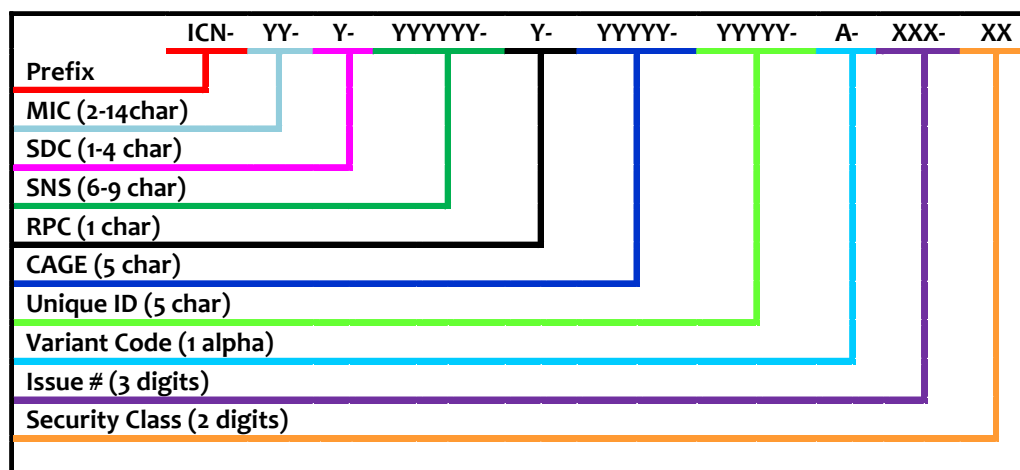 ICN- YY- Y- YYYYYY- Y- YYYYY- YYYYY- A- XXX- XX
Prefix
MIC (2-14char)
SDC (1-4 char)
SNS (6-9 char)
RPC (1 char)
CAGE (5 char)
Unique ID (5 char)
Variant Code (1 alpha)
Issue # (3 digits)
Security Class (2 digits)